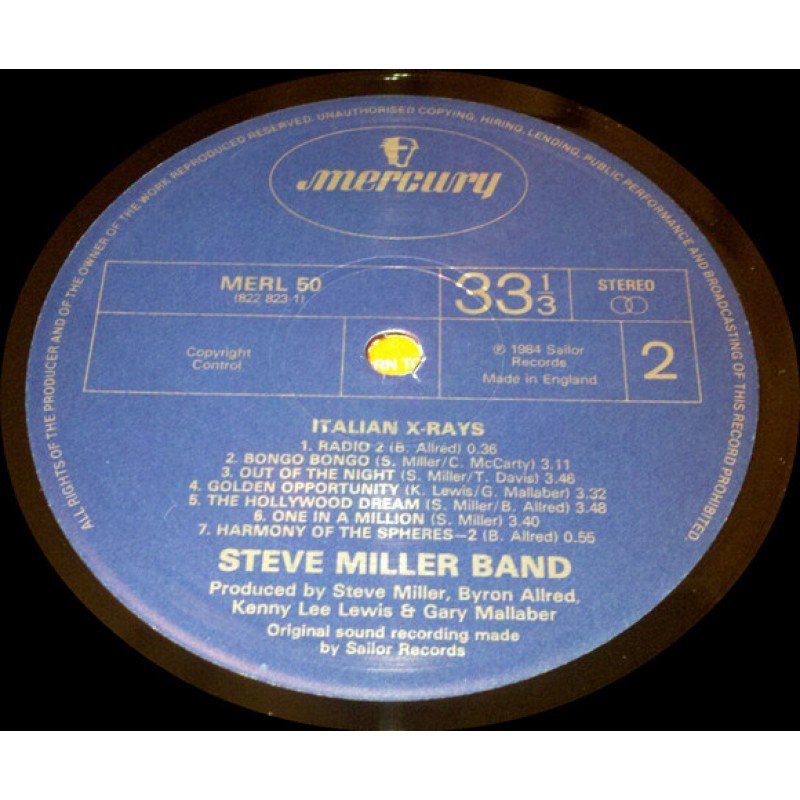 ALL RIGHTS OF THE PRODUCER AND OF THE OWNER OF THE WORK REPRODUCED RESERVED. UNAUTHORISED COPYING, HIRING, LENDING, PUBLIC PERFORMANCE AND BROADCASTING OF THIS RECORD PROHIBITED.
mercury
MERL 50
(822 823-1)
33 1/3
STEREO
Copyright
Control
RN TO
℗ 1984 Sailor
Records
Made in England
2
ITALIAN X-RAYS
1. RADIO 2 (B. Allred) 0.36
2. BONGO BONGO (S. Miller/C. McCarty) 3.11
3. OUT OF THE NIGHT (S. Miller/T. Davis) 3.46
4. GOLDEN OPPORTUNITY (K. Lewis/G. Mallaber) 3.32
5. THE HOLLYWOOD DREAM (S. Miller/B. Allred) 3.48
6. ONE IN A MILLION (S. Miller) 3.40
7. HARMONY OF THE SPHERES—2 (B. Allred) 0.55
STEVE MILLER BAND
Produced by Steve Miller, Byron Allred,
Kenny Lee Lewis & Gary Mallaber
Original sound recording made
by Sailor Records